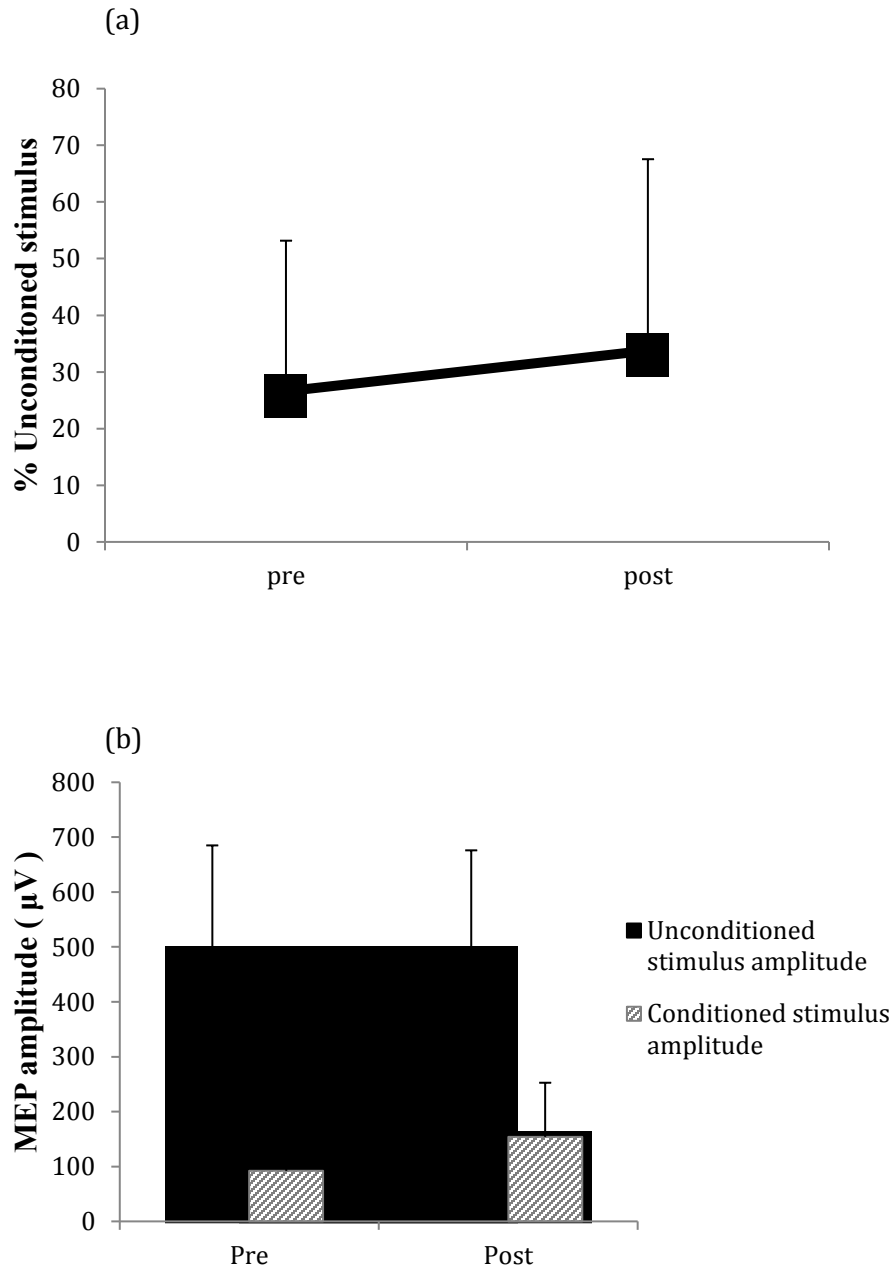 (a)
% Unconditoned stimulus
80
70
60
50
40
30
20
10
0
pre post
(b)
MEP amplitude ( µV )
800
700
600
500
400
300
200
100
0
Pre Post
Unconditioned
stimulus amplitude
Conditioned stimulus
amplitude